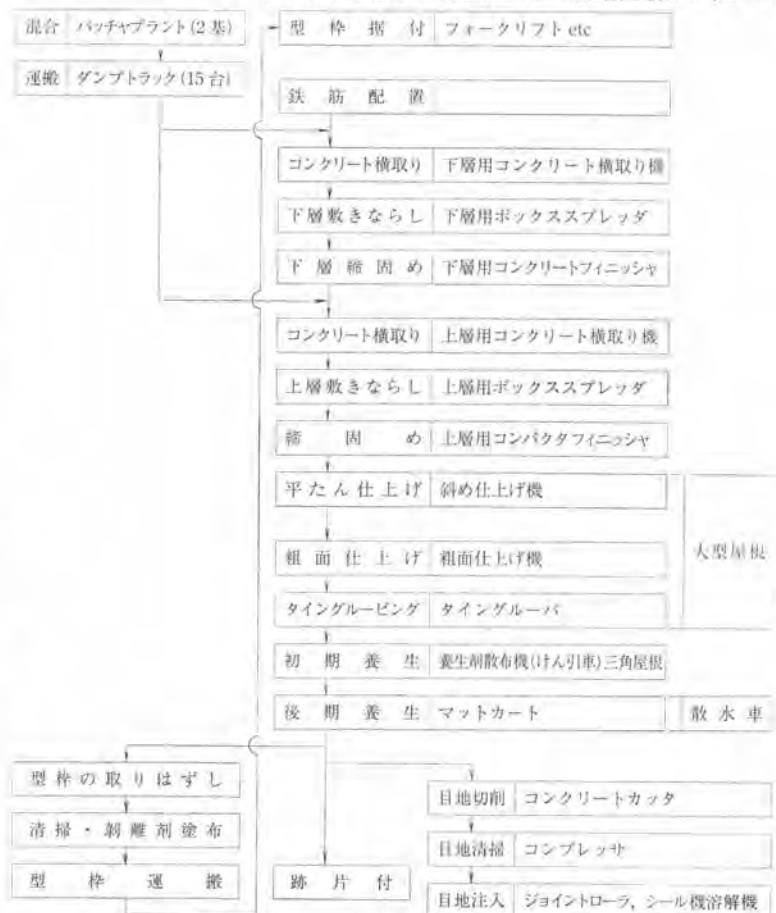 混合 バッチャプラント(2基)
運搬 ダンプトラック(15台)
型枠据付 フォークリフト etc
鉄筋配置
コンクリート横取り 下層用コンクリート横取り機
下層敷きならし 下層用ボックススプレッダ
下層締固め 下層用コンクリートフィニッシャ
コンクリート横取り 上層用コンクリート横取り機
上層敷きならし 上層用ボックススプレッダ
締固め 上層用コンパクタフィニッシャ
平たん仕上げ 斜め仕上げ機
粗面仕上げ 粗面仕上げ機
タイングルービング タイングルーバ
大型屋根
初期養生 養生剤散布機(けん引車)三角屋根
後期養生 マットカート
散水車
型枠の取りはずし
清掃・剝離剤塗布
型枠運搬
跡片付
目地切削 コンクリートカッタ
目地清掃 コンプレッサ
目地注入 ジョイントローラ，シール機溶解機